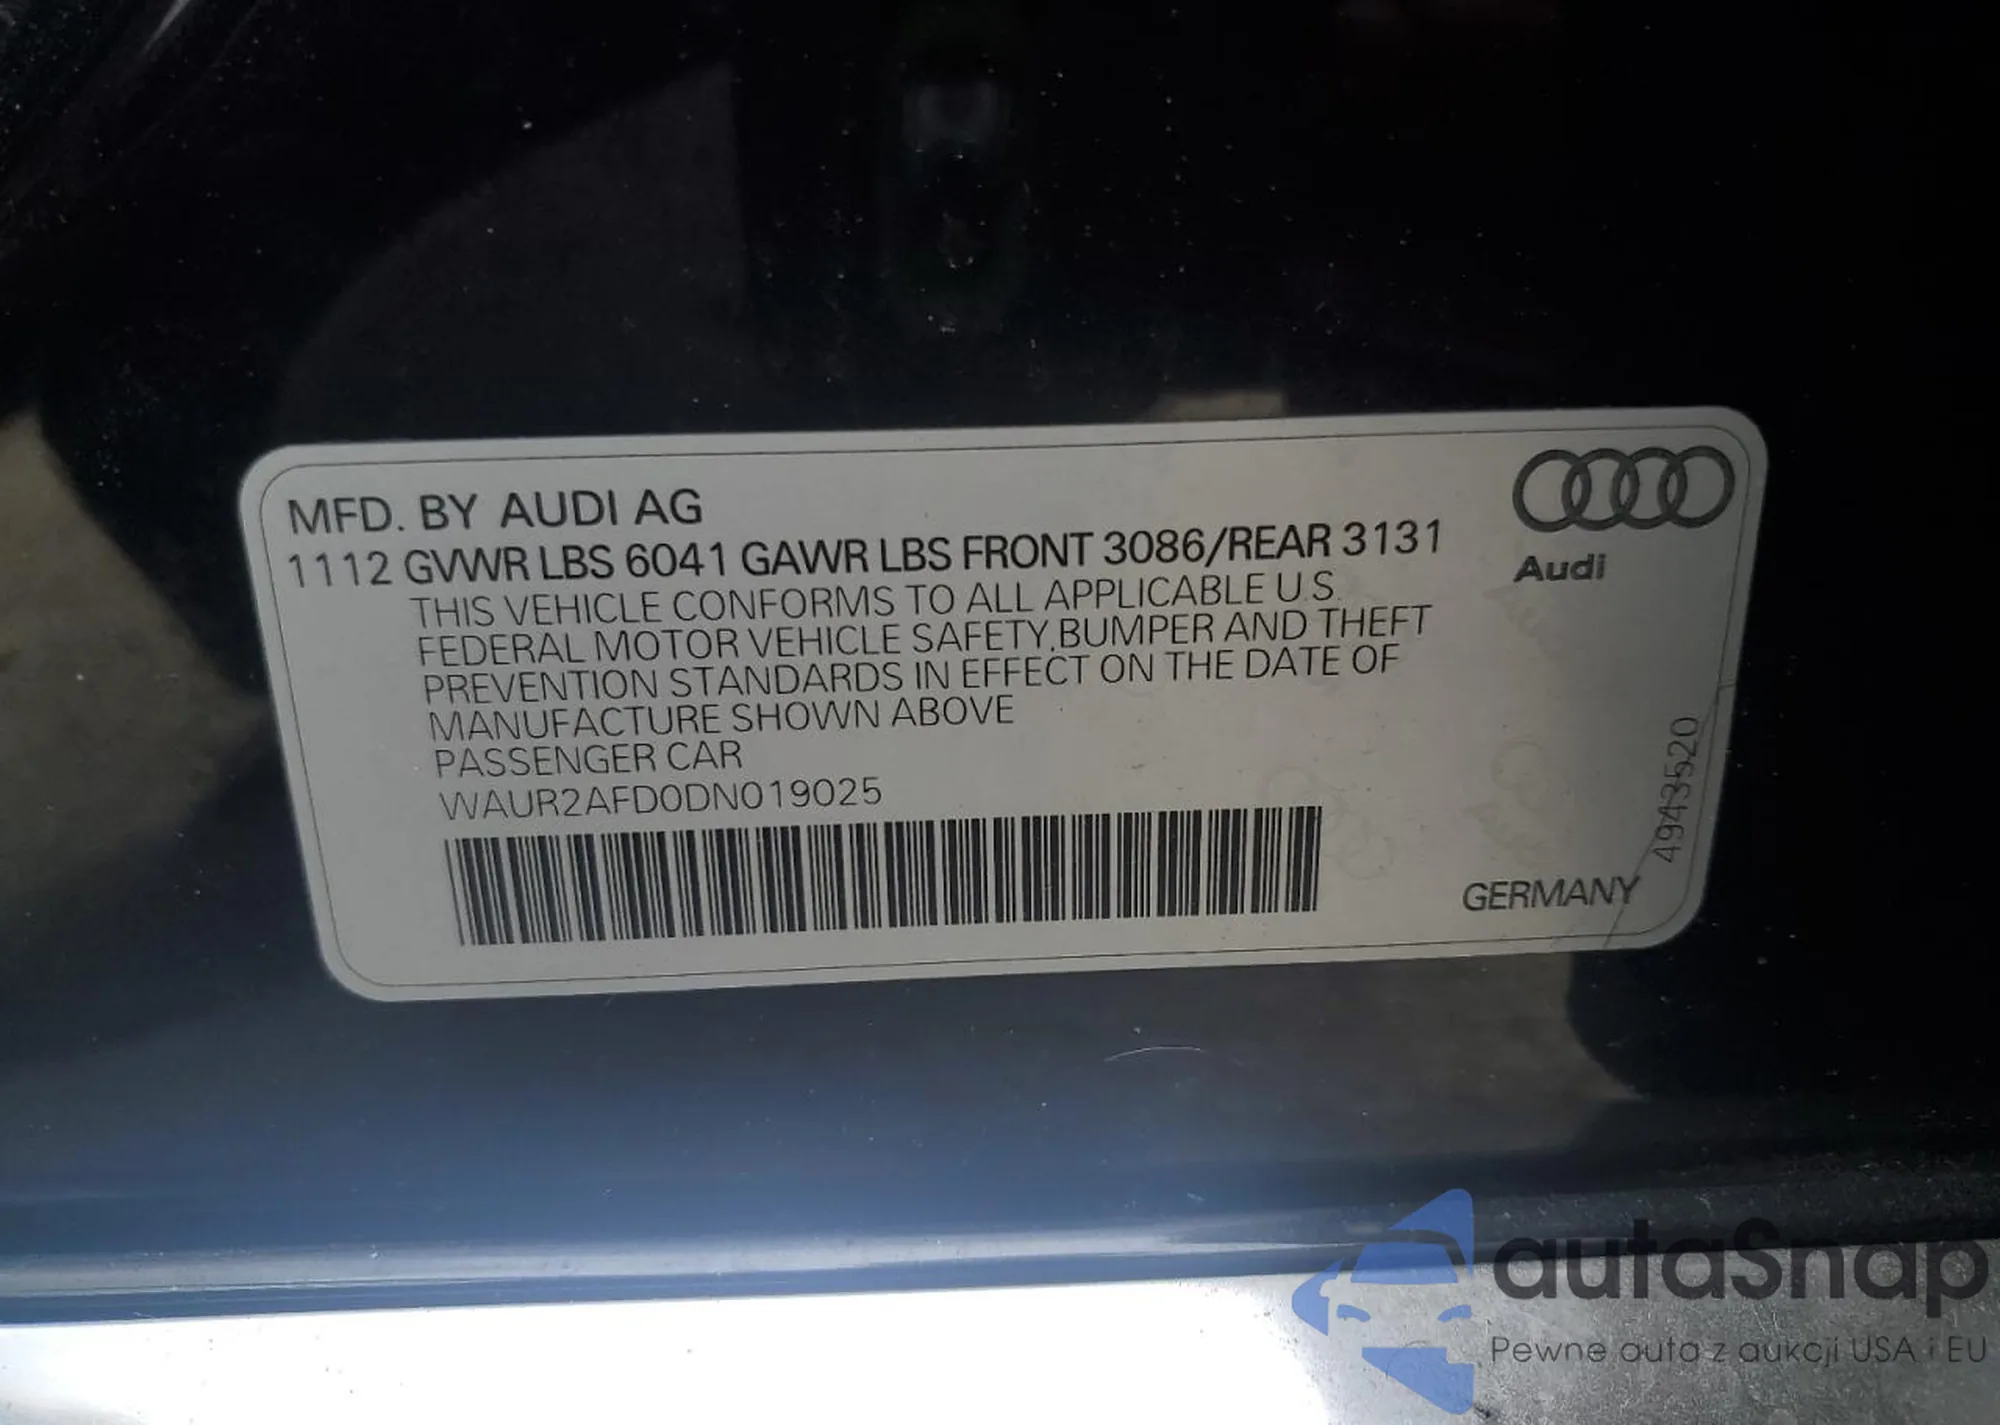 MFD. BY AUDI AG
1112 GVWR LBS 6041 GAWR LBS FRONT 3086/REAR 3131
THIS VEHICLE CONFORMS TO ALL APPLICABLE U.S.
FEDERAL MOTOR VEHICLE SAFETY,BUMPER AND THEFT
PREVENTION STANDARDS IN EFFECT ON THE DATE OF
MANUFACTURE SHOWN ABOVE
PASSENGER CAR
WAUR2AFD0DN019025
Audi
4943520
GERMANY
autaSnap
Pewne auta z aukcji USA i EU